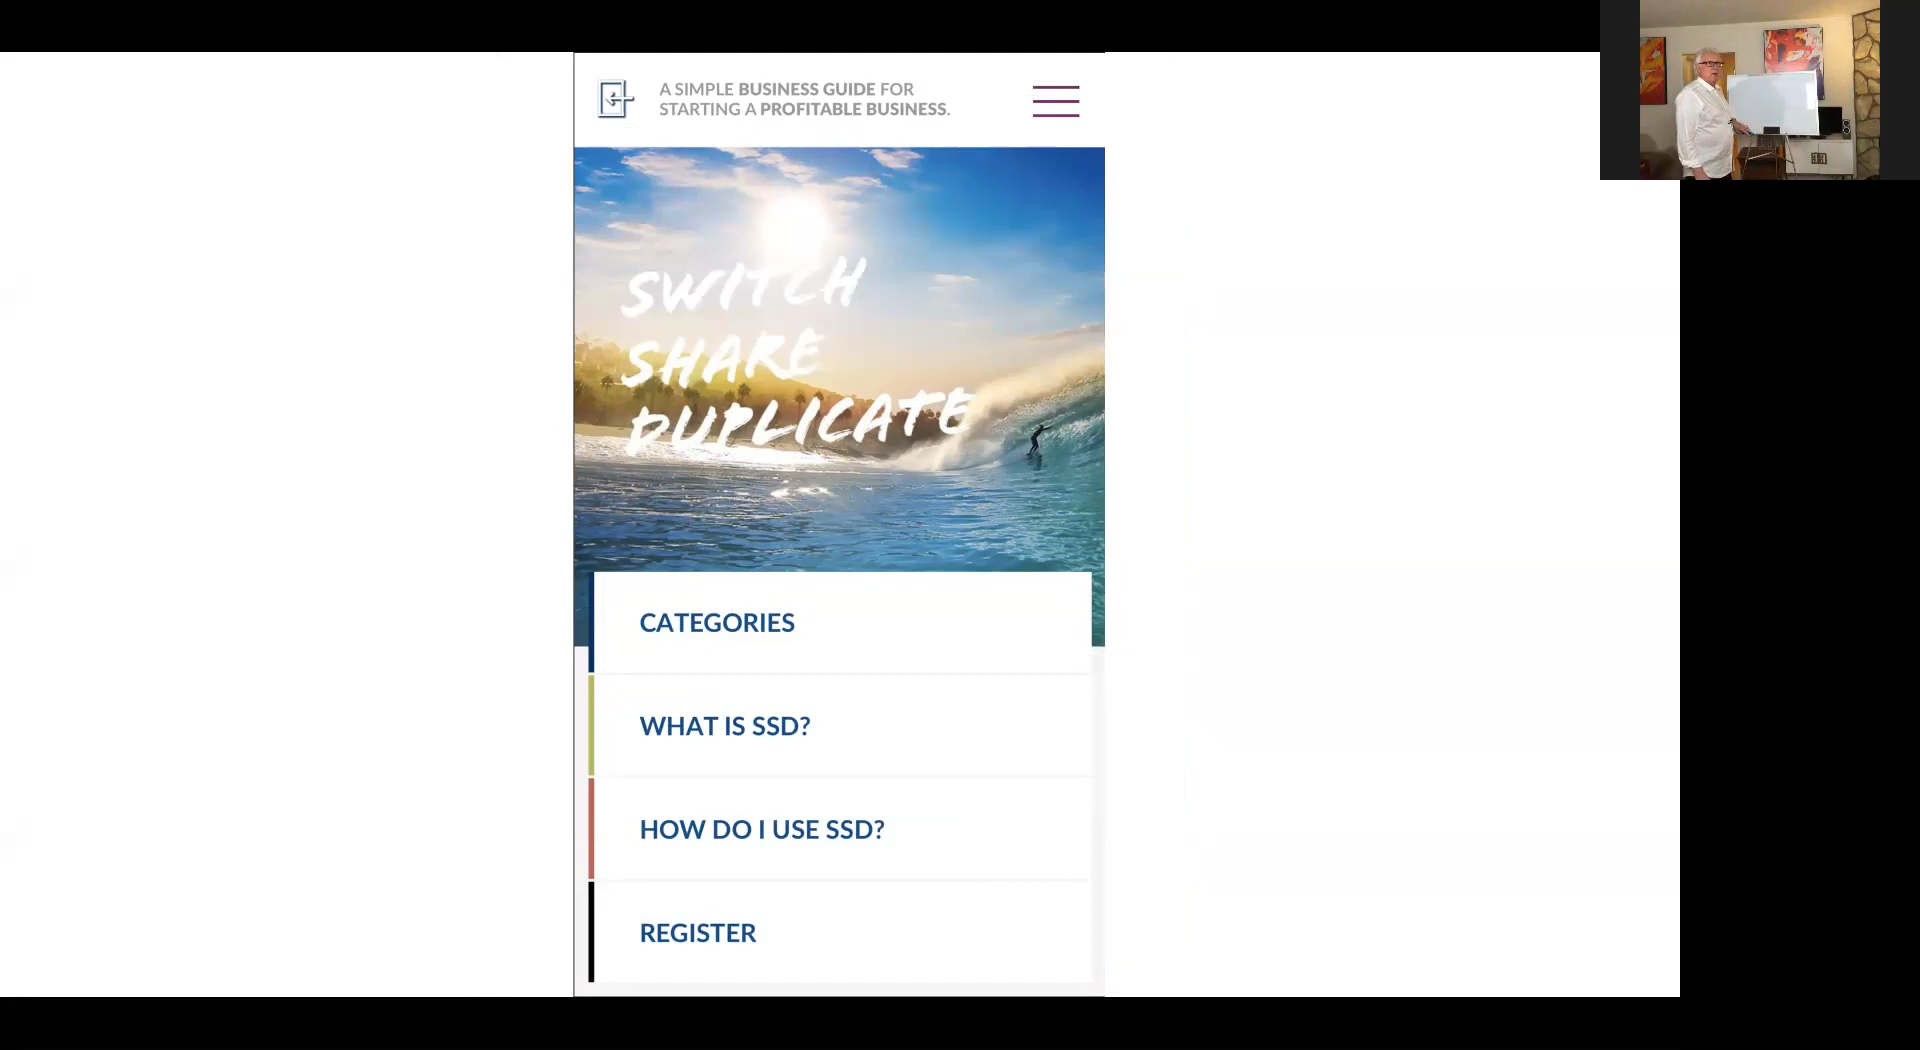 A SIMPLE BUSINESS GUIDE FOR
STARTING A PROFITABLE BUSINESS.
SWITCH
SHARE
DUPLICATE
CATEGORIES
WHAT IS SSD?
HOW DO I USE SSD?
REGISTER